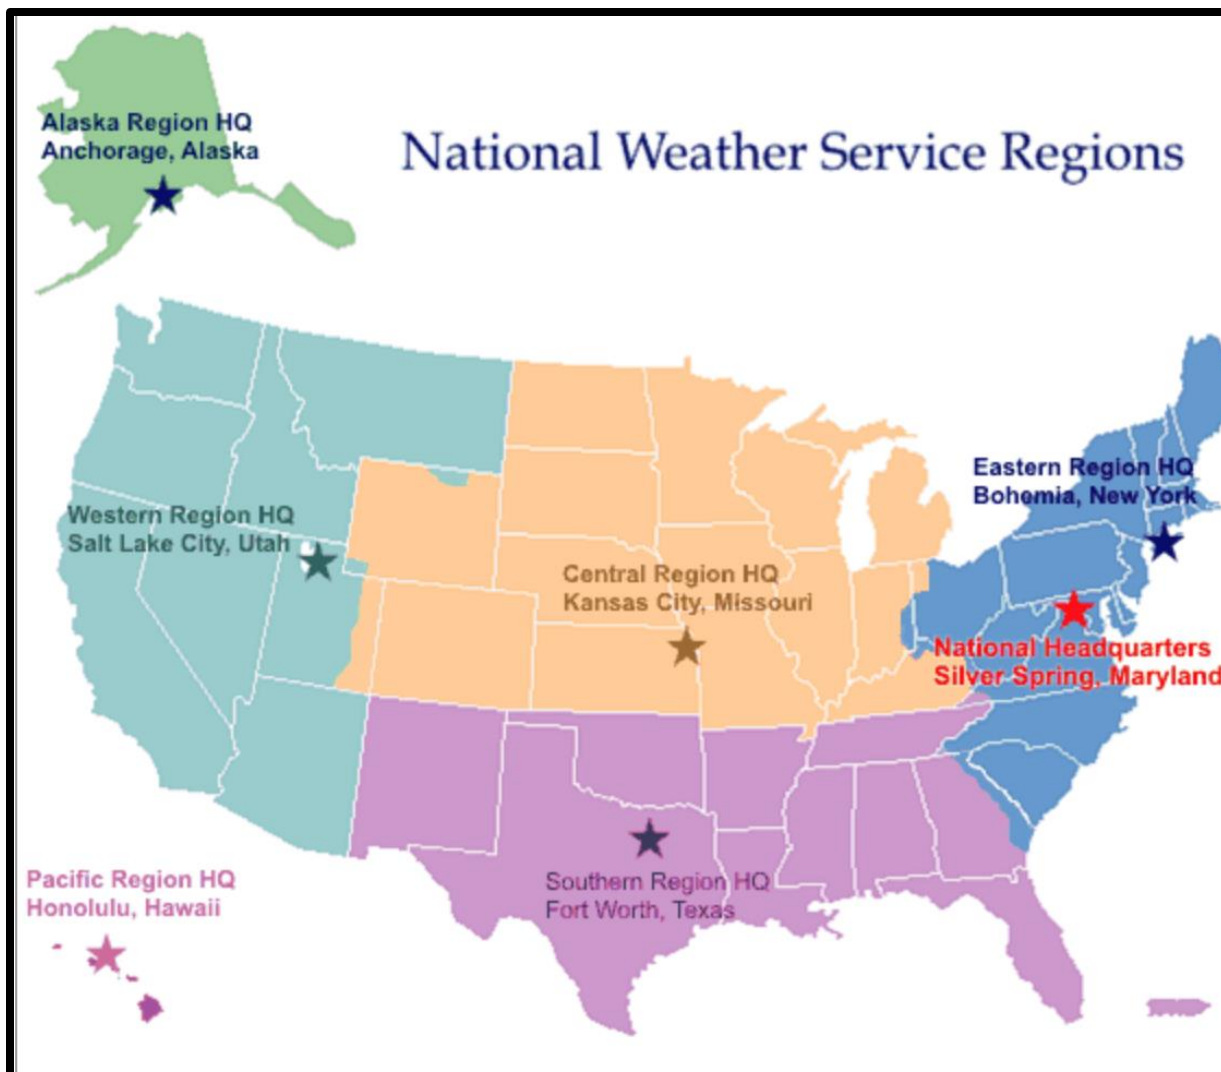 Alaska Region HQ
Anchorage, Alaska
National Weather Service Regions
Eastern Region HQ
Bohemia, New York
Western Region HQ
Salt Lake City, Utah
Central Region HQ
Kansas City, Missouri
National Headquarters
Silver Spring, Maryland
Pacific Region HQ
Honolulu, Hawaii
Southern Region HQ
Fort Worth, Texas